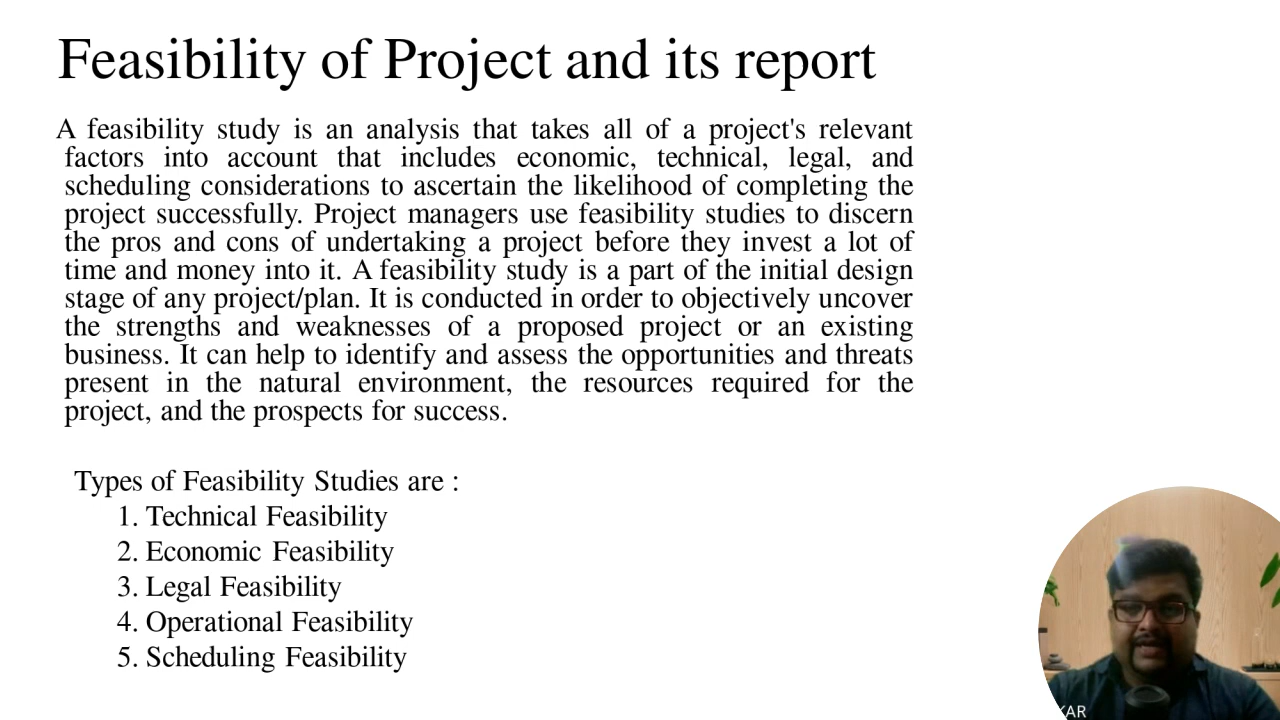 Feasibility of Project and its report
A feasibility study is an analysis that takes all of a project's relevant
factors into account that includes economic, technical, legal, and
scheduling considerations to ascertain the likelihood of completing the
project successfully. Project managers use feasibility studies to discern
the pros and cons of undertaking a project before they invest a lot of
time and money into it. A feasibility study is a part of the initial design
stage of any project/plan. It is conducted in order to objectively uncover
the strengths and weaknesses of a proposed project or an existing
business. It can help to identify and assess the opportunities and threats
present in the natural environment, the resources required for the
project, and the prospects for success.
Types of Feasibility Studies are :
1. Technical Feasibility
2. Economic Feasibility
3. Legal Feasibility
4. Operational Feasibility
5. Scheduling Feasibility